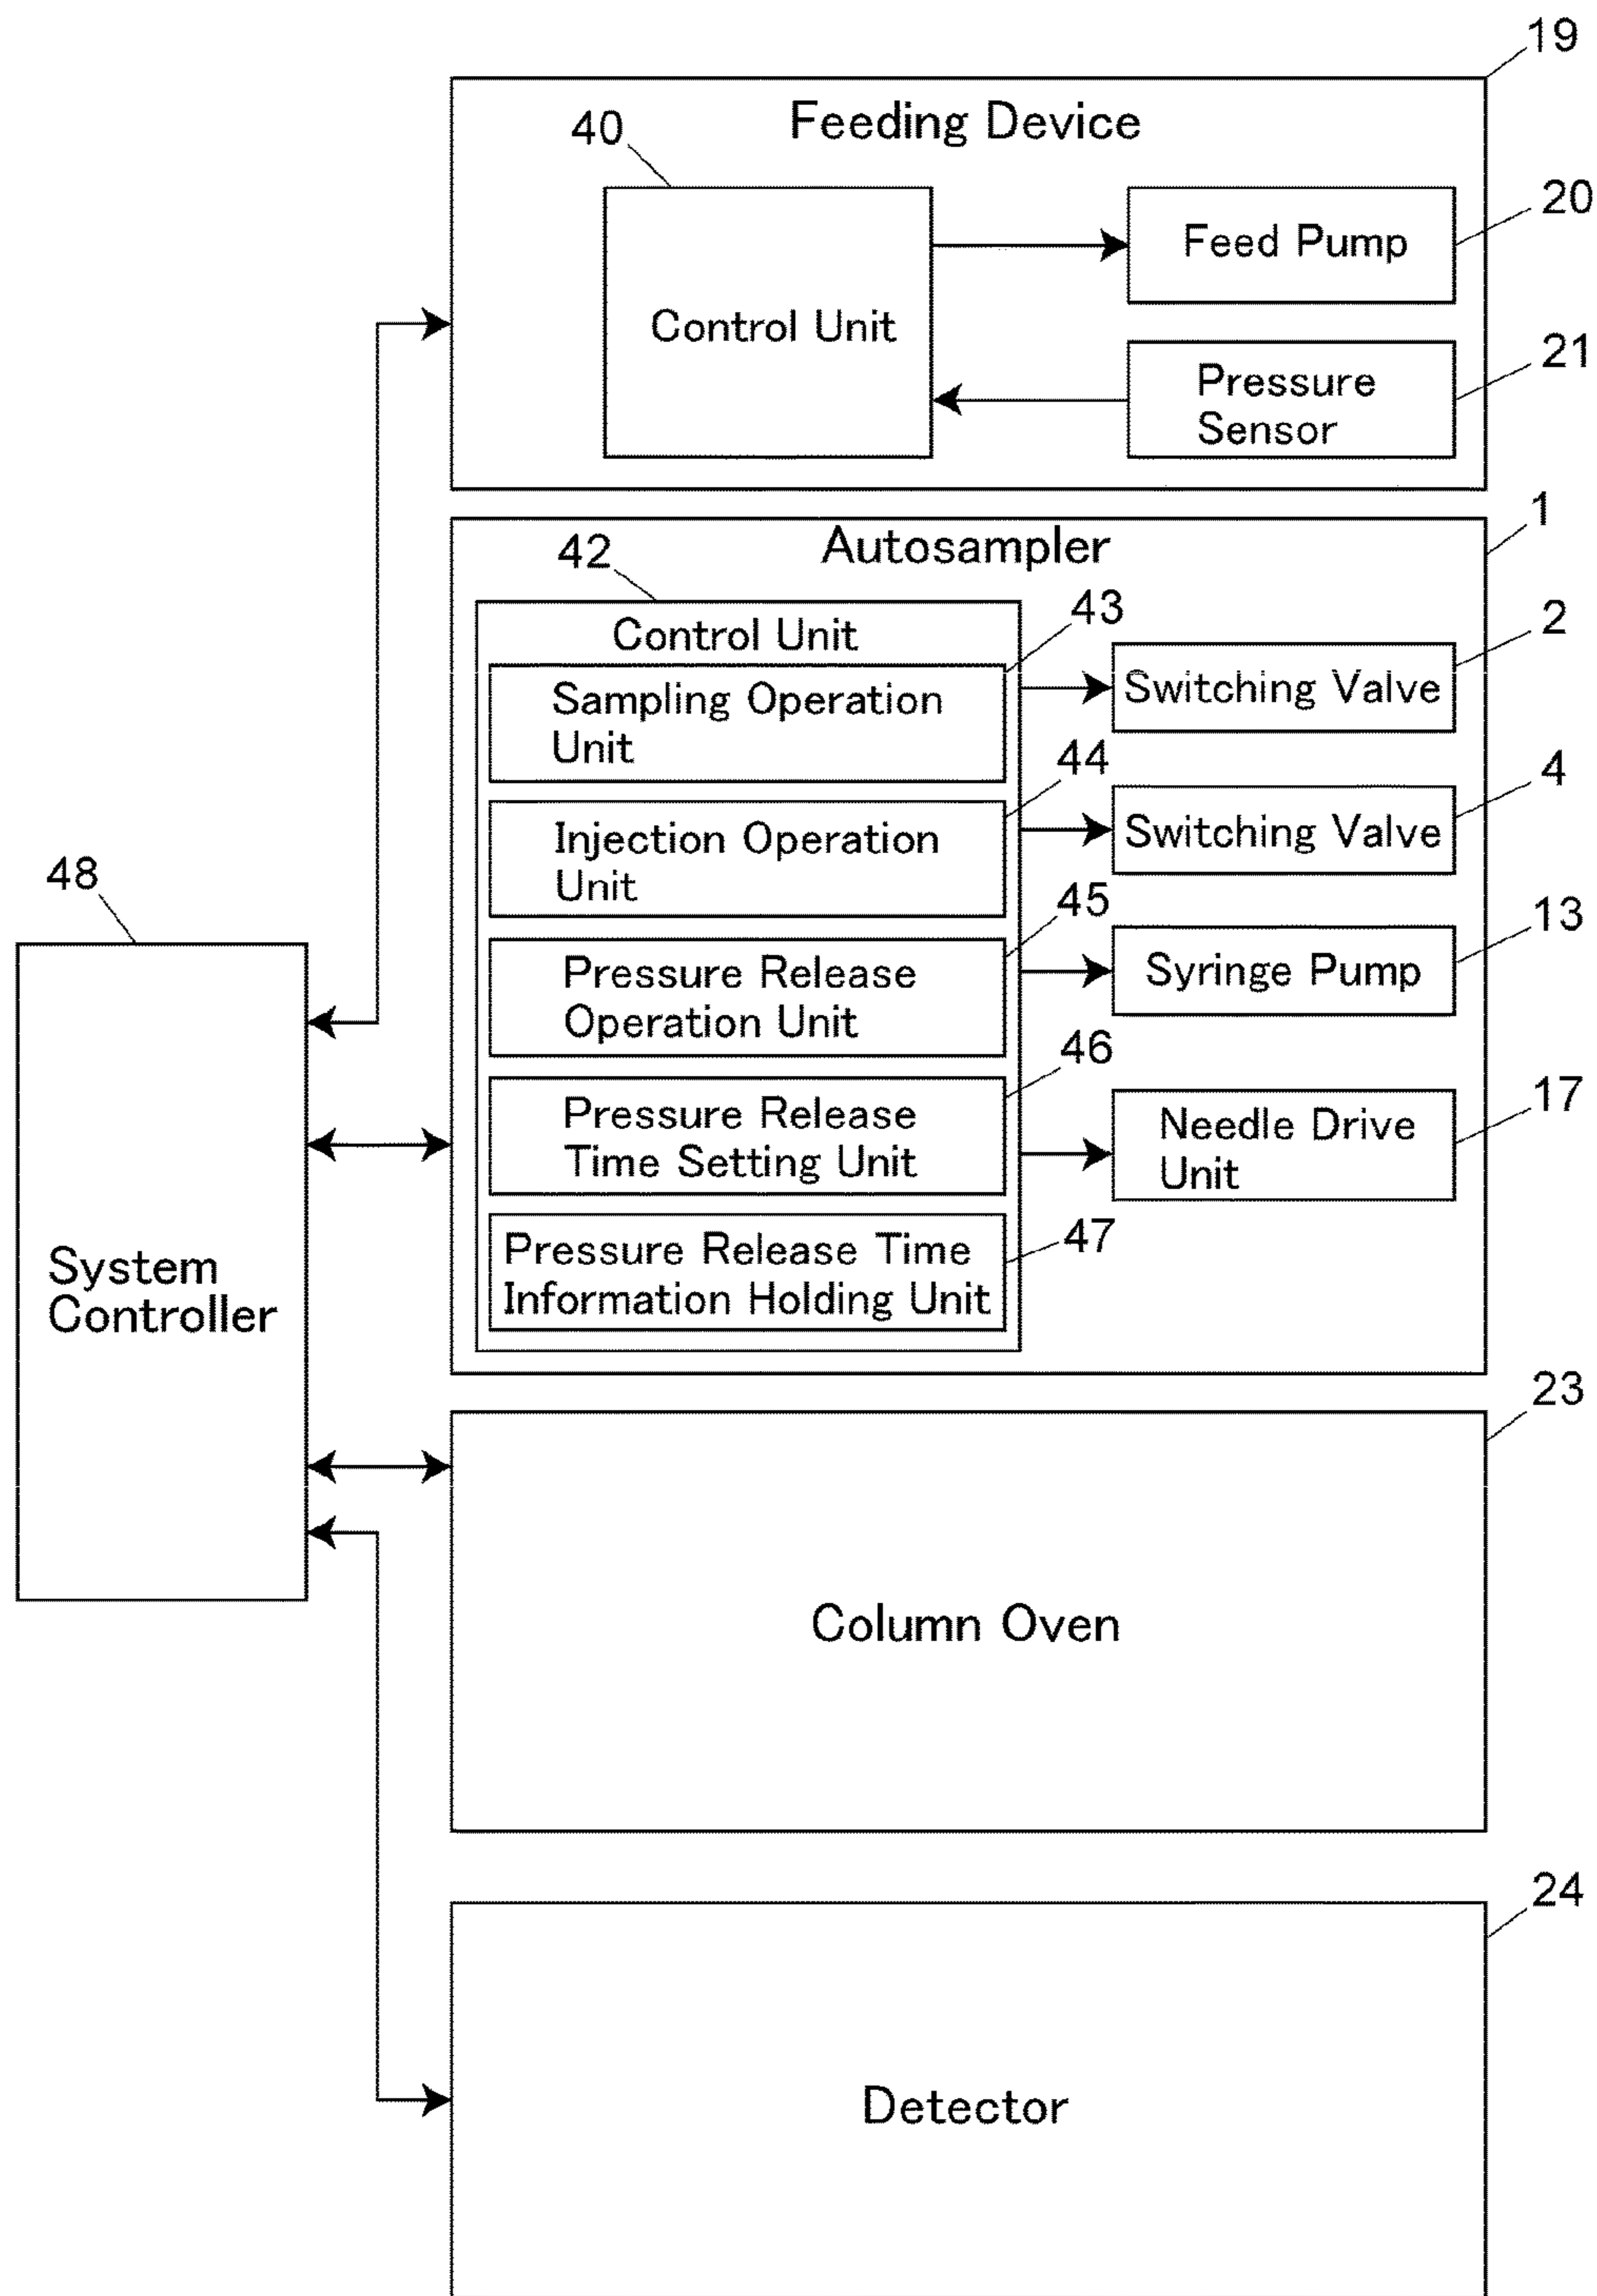 19
Feeding Device
40
20
Feed Pump
Control Unit
21
Pressure
Sensor
1
Autosampler
42
43
2
Control Unit
Switching Valve
Sampling Operation
Unit
44
4
Switching Valve
Injection Operation
Unit
48
45
13
Pressure Release
Operation Unit
Syringe Pump
46
17
Pressure Release
Time Setting Unit
Needle Drive
Unit
47
Pressure Release Time
Information Holding Unit
System
Controller
23
Column Oven
24
Detector